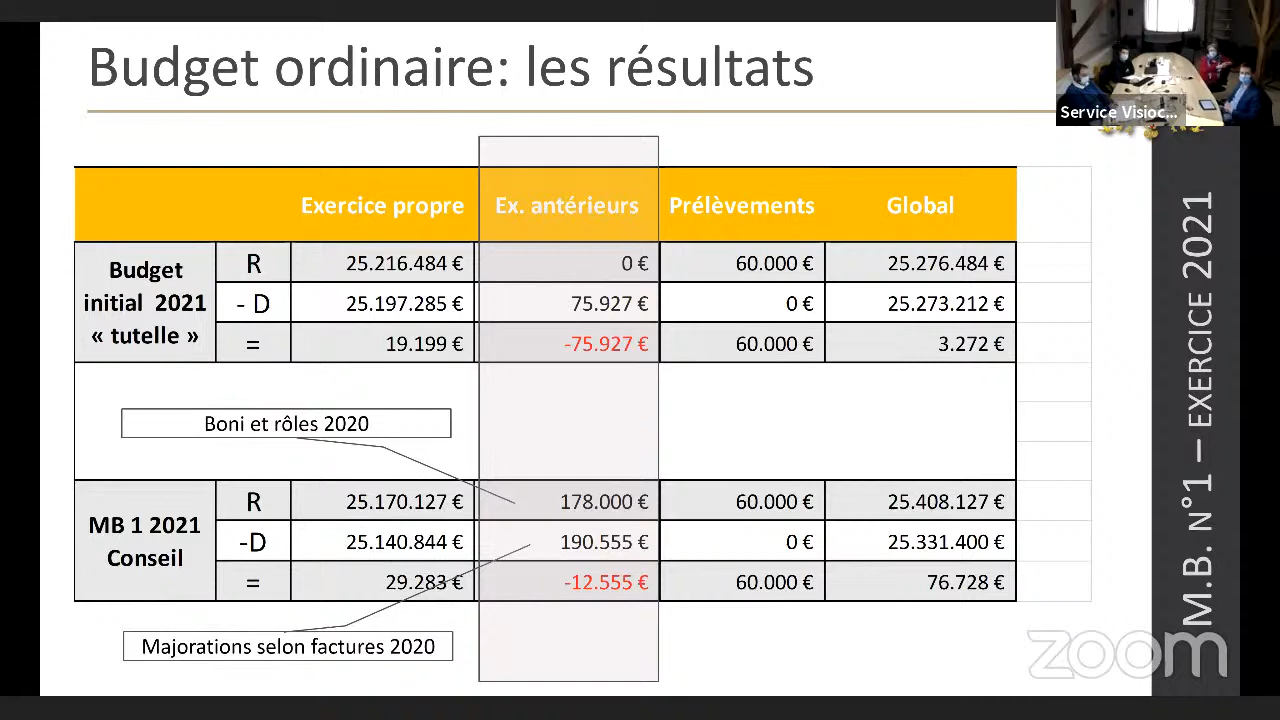 Budget ordinaire: les résultats
Service Visioc...
Exercice propre Ex. antérieurs Prélèvements Global
Budget initial 2021 « tutelle »
R 25.216.484 € 0 € 60.000 € 25.276.484 €
- D 25.197.285 € 75.927 € 0 € 25.273.212 €
= 19.199 € -75.927 € 60.000 € 3.272 €
Boni et rôles 2020
MB 1 2021 Conseil
R 25.170.127 € 178.000 € 60.000 € 25.408.127 €
-D 25.140.844 € 190.555 € 0 € 25.331.400 €
= 29.283 € -12.555 € 60.000 € 76.728 €
Majorations selon factures 2020
M.B. N°1 – EXERCICE 2021
zoom